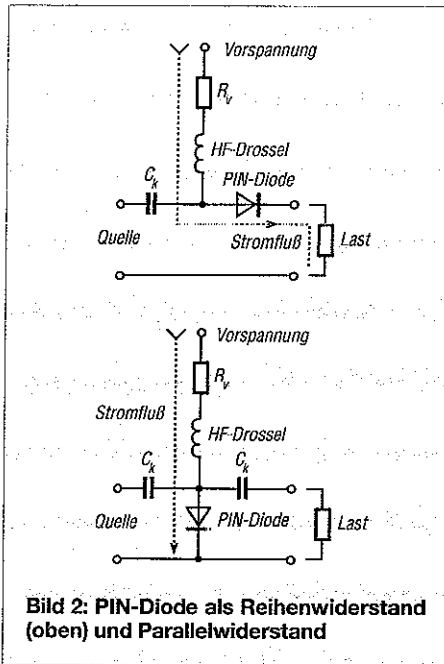 Vorspannung
R_v
HF-Drossel
C_k
PIN-Diode
Quelle
Stromfluß
Last
Vorspannung
R_v
Stromfluß
HF-Drossel
C_k
C_k
Quelle
PIN-Diode
Last
Bild 2: PIN-Diode als Reihenwiderstand
(oben) und Parallelwiderstand